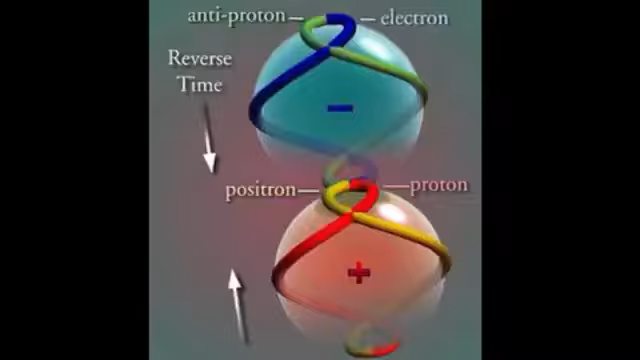 anti-proton
electron
Reverse
Time
−
positron
proton
+